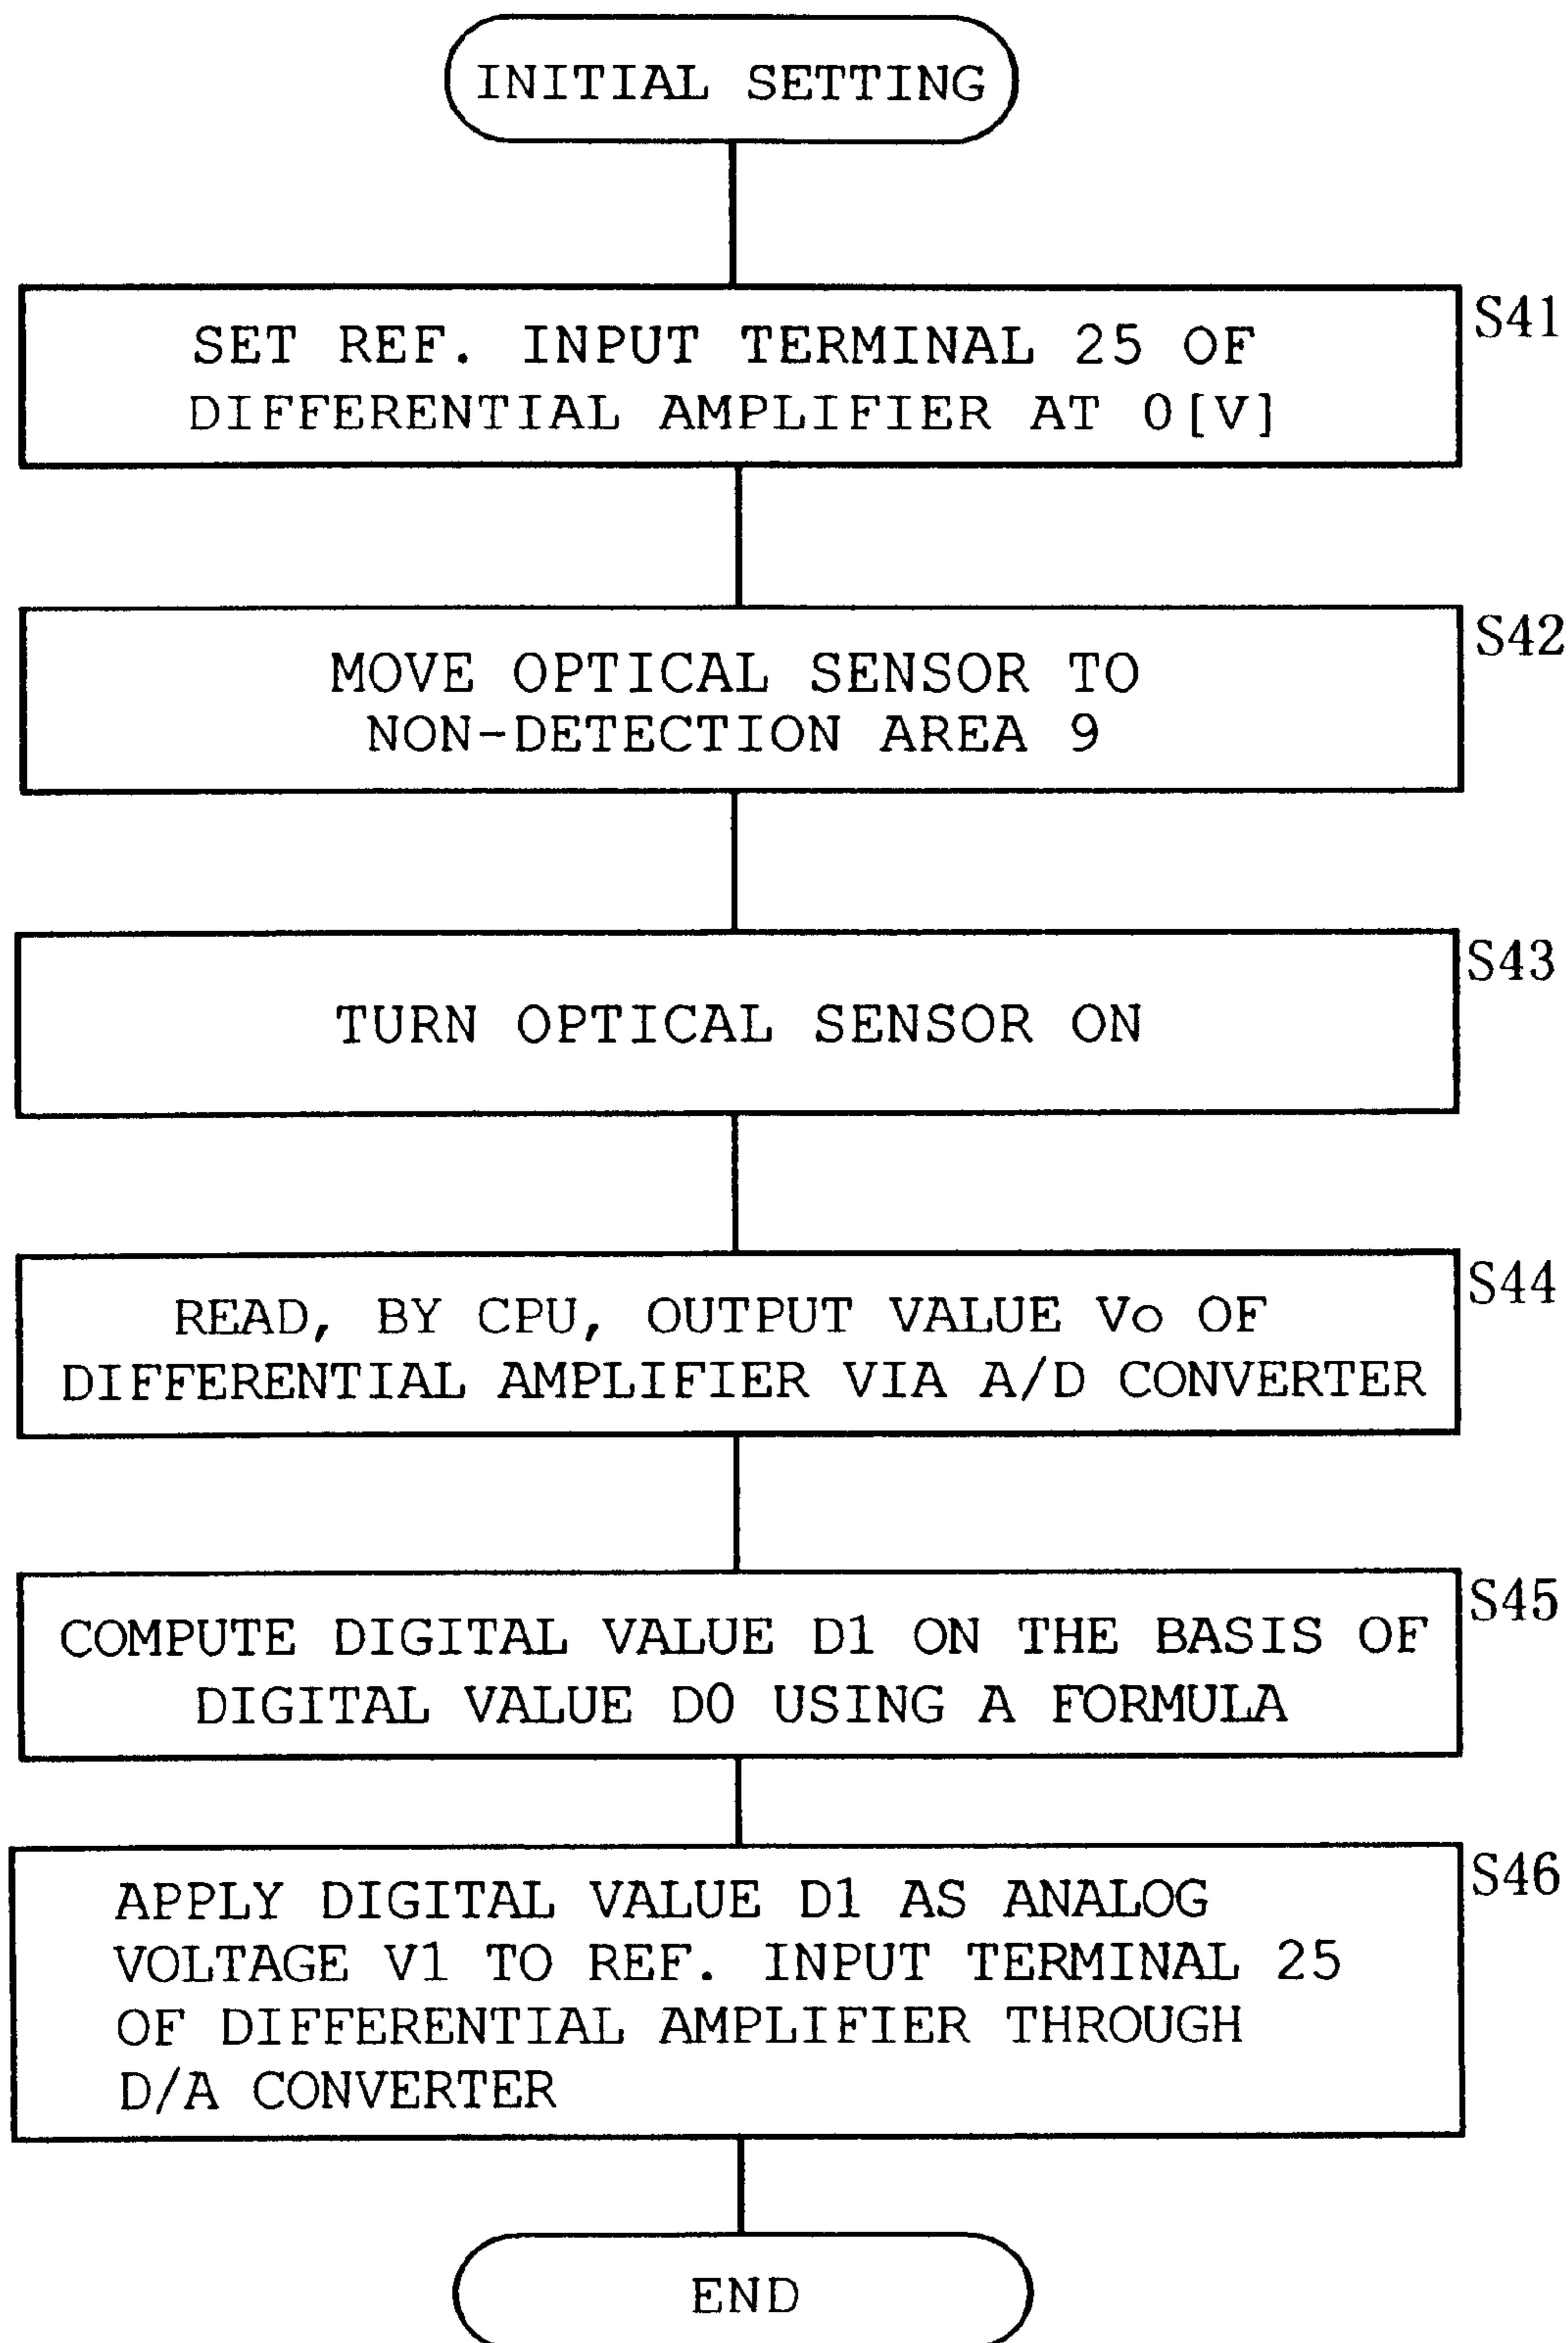 INITIAL SETTING
S41
SET REF. INPUT TERMINAL 25 OF
DIFFERENTIAL AMPLIFIER AT 0[V]
S42
MOVE OPTICAL SENSOR TO
NON-DETECTION AREA 9
S43
TURN OPTICAL SENSOR ON
S44
READ, BY CPU, OUTPUT VALUE Vo OF
DIFFERENTIAL AMPLIFIER VIA A/D CONVERTER
S45
COMPUTE DIGITAL VALUE D1 ON THE BASIS OF
DIGITAL VALUE D0 USING A FORMULA
S46
APPLY DIGITAL VALUE D1 AS ANALOG
VOLTAGE V1 TO REF. INPUT TERMINAL 25
OF DIFFERENTIAL AMPLIFIER THROUGH
D/A CONVERTER
END